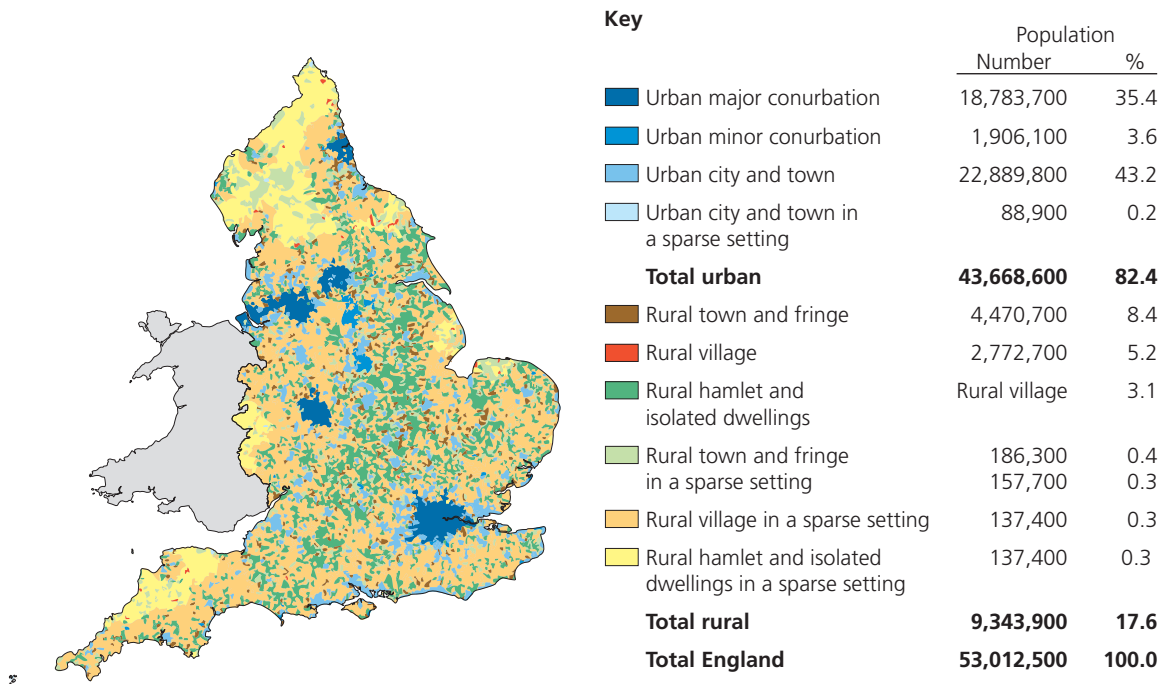 Key
Population
Number %
Urban major conurbation 18,783,700 35.4
Urban minor conurbation 1,906,100 3.6
Urban city and town 22,889,800 43.2
Urban city and town in 88,900 0.2
a sparse setting
Total urban 43,668,600 82.4
Rural town and fringe 4,470,700 8.4
Rural village 2,772,700 5.2
Rural hamlet and Rural village 3.1
isolated dwellings
Rural town and fringe 186,300 0.4
in a sparse setting 157,700 0.3
Rural village in a sparse setting 137,400 0.3
Rural hamlet and isolated 137,400 0.3
dwellings in a sparse setting
Total rural 9,343,900 17.6
Total England 53,012,500 100.0